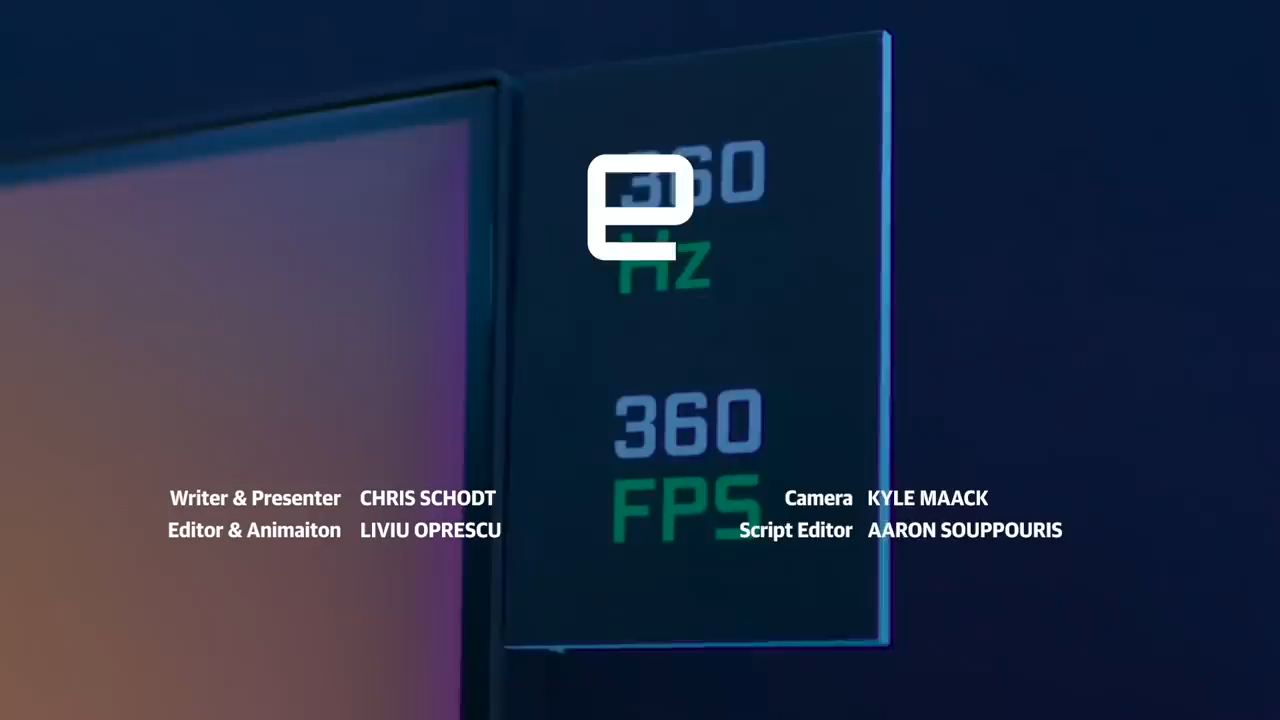 360
e
Hz
360
FPS
Writer & Presenter CHRIS SCHODT
Editor & Animaiton LIVIU OPRESCU
Camera KYLE MAACK
Script Editor AARON SOUPPOURIS